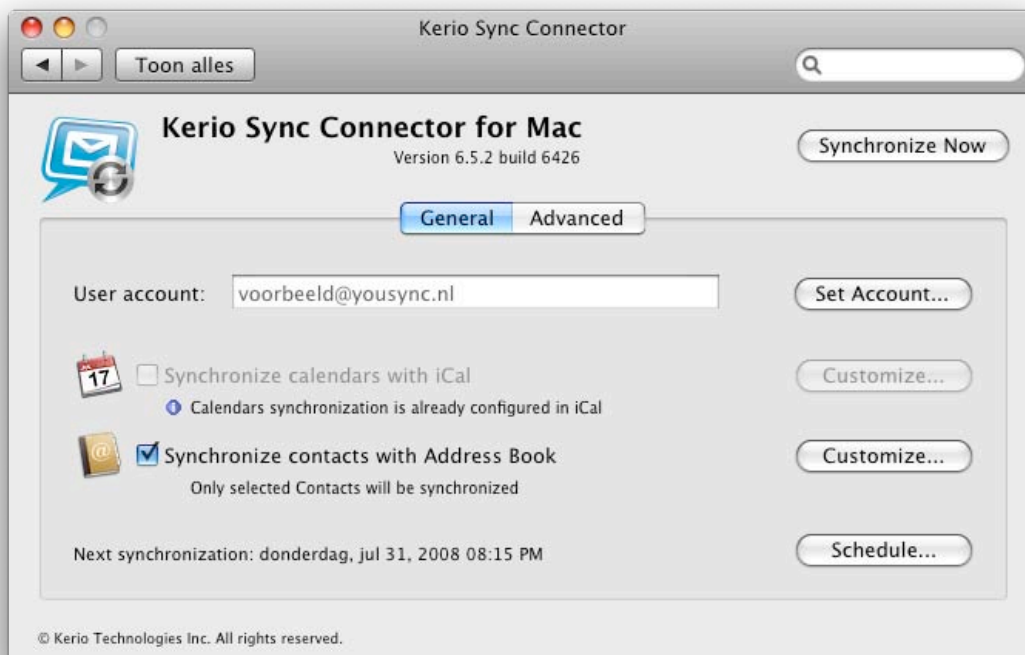 Kerio Sync Connector
Toon alles
Kerio Sync Connector for Mac
Version 6.5.2 build 6426
Synchronize Now
General
Advanced
User account:
voorbeeld@yousync.nl
Set Account...
17
Synchronize calendars with iCal
Customize...
Calendars synchronization is already configured in iCal
@
Synchronize contacts with Address Book
Customize...
Only selected Contacts will be synchronized
Next synchronization: donderdag, jul 31, 2008 08:15 PM
Schedule...
© Kerio Technologies Inc. All rights reserved.